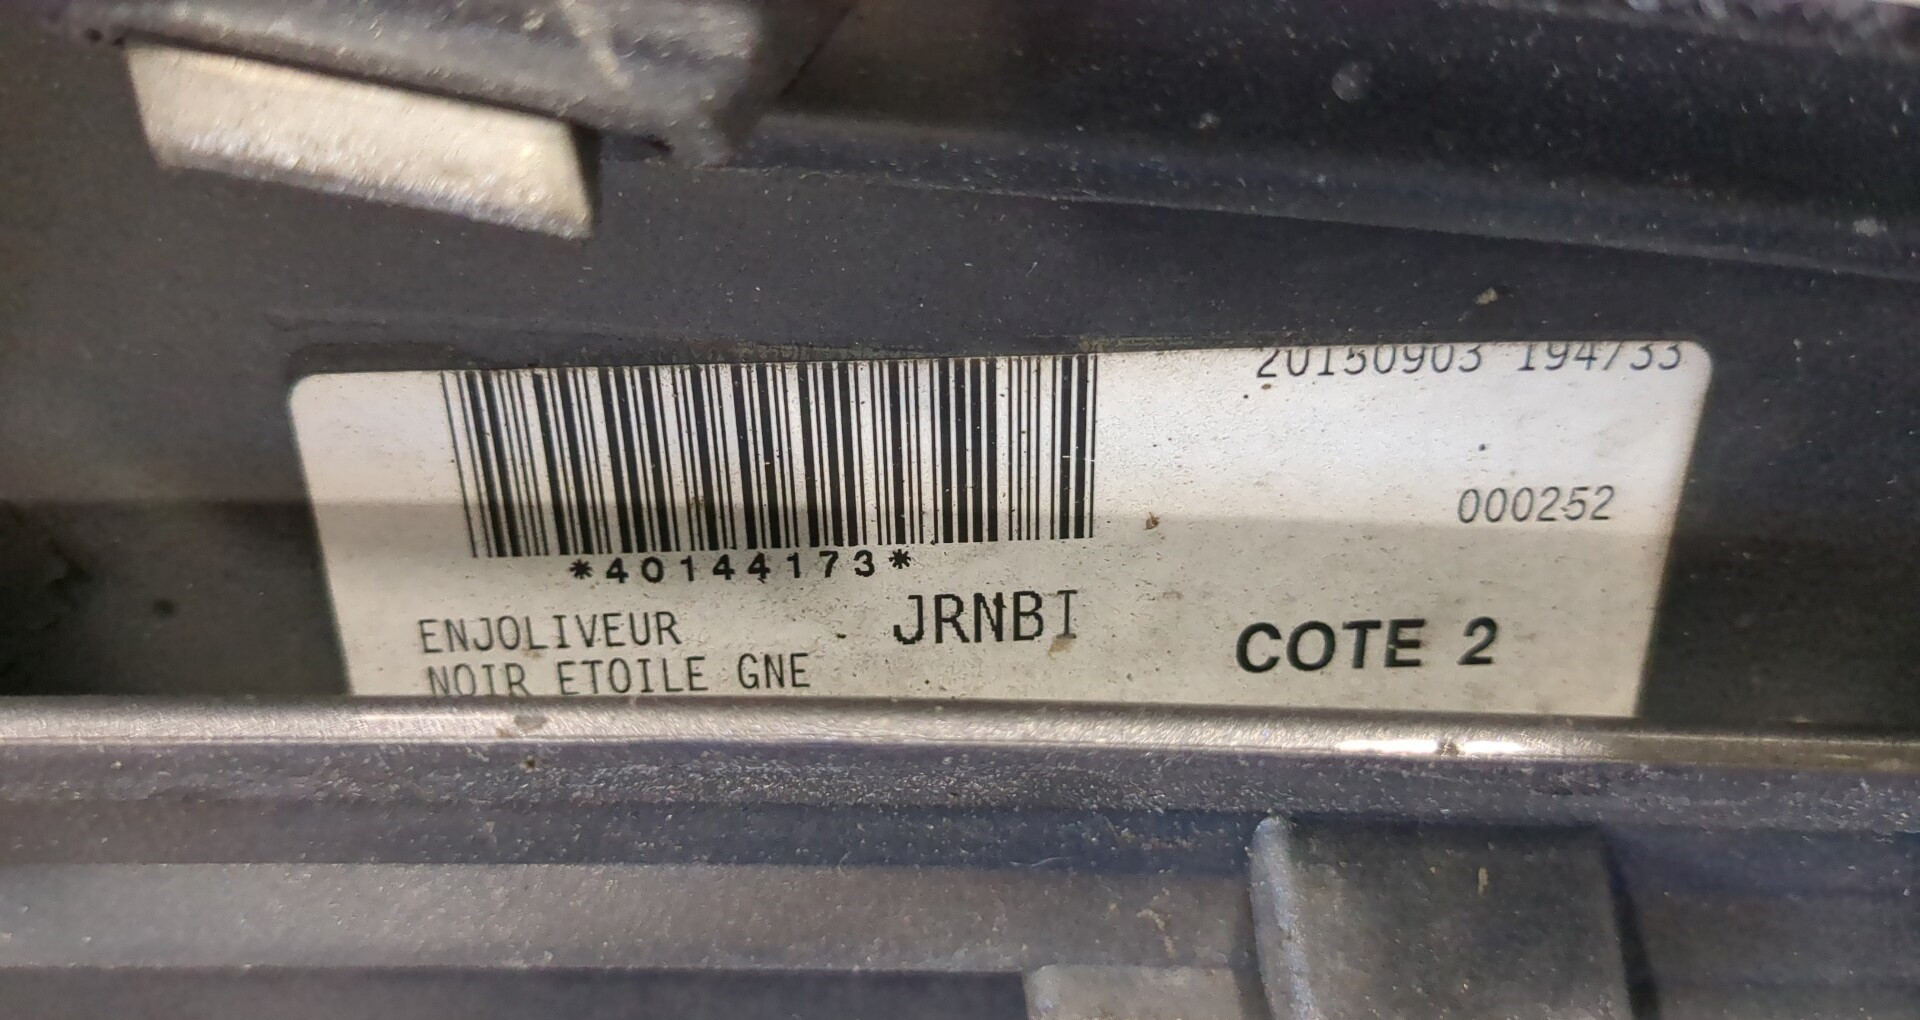 20150903 194733
000252
*40144173*
ENJOLIVEUR JRNBI
NOIR ETOILE GNE COTE 2